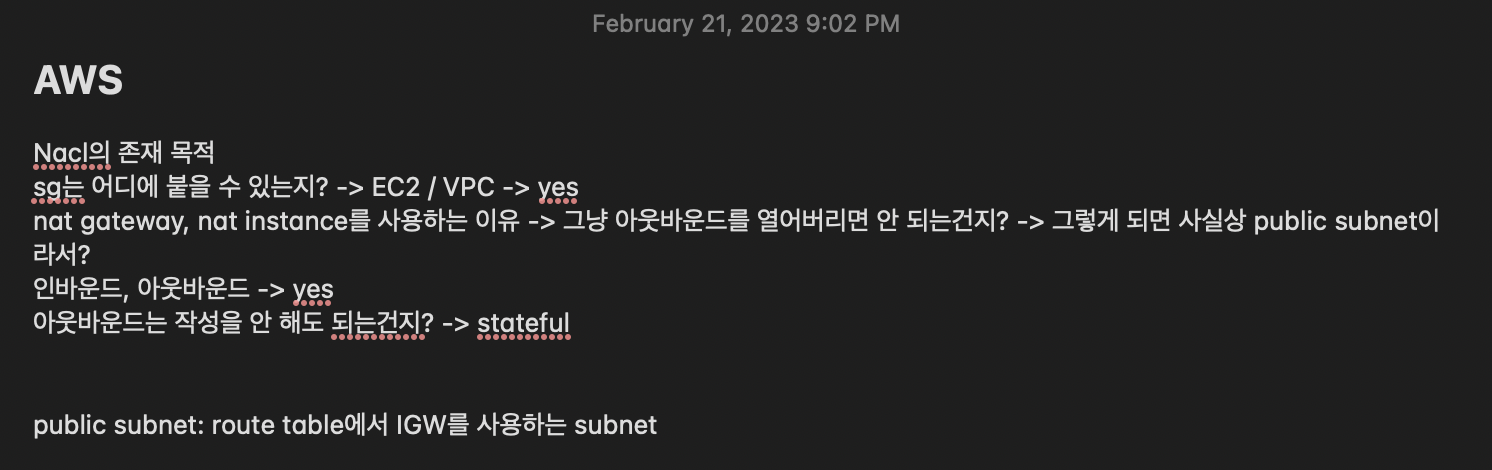 February 21, 2023 9:02 PM
AWS
Nacl의 존재 목적
sg는 어디에 붙을 수 있는지? -> EC2 / VPC -> yes
nat gateway, nat instance를 사용하는 이유 -> 그냥 아웃바운드를 열어버리면 안 되는건지? -> 그렇게 되면 사실상 public subnet이
라서?
인바운드, 아웃바운드 -> yes
아웃바운드는 작성을 안 해도 되는건지? -> stateful
public subnet: route table에서 IGW를 사용하는 subnet